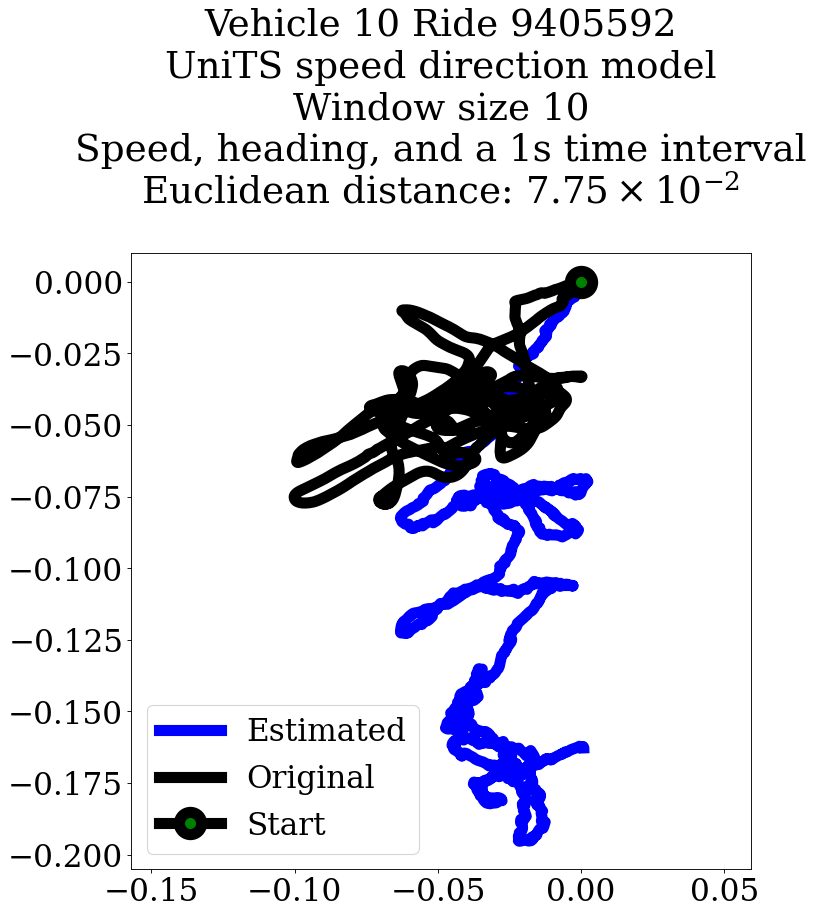 Vehicle 10 Ride 9405592
UniTS speed direction model
Window size 10
Speed, heading, and a 1s time interval
Euclidean distance: 7.75 × 10⁻²
0.000
−0.025
−0.050
−0.075
−0.100
−0.125
−0.150
−0.175
−0.200
Estimated
Original
Start
−0.15 −0.10 −0.05 0.00 0.05